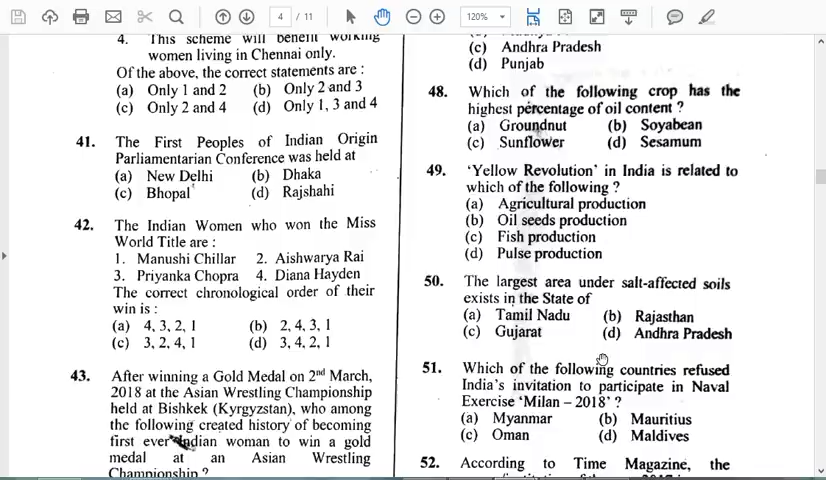 4 / 11
120%
4. This scheme will benefit working
women living in Chennai only.
Of the above, the correct statements are :
(a) Only 1 and 2 (b) Only 2 and 3
(c) Only 2 and 4 (d) Only 1, 3 and 4
41. The First Peoples of Indian Origin
Parliamentarian Conference was held at
(a) New Delhi (b) Dhaka
(c) Bhopal (d) Rajshahi
42. The Indian Women who won the Miss
World Title are :
1. Manushi Chillar 2. Aishwarya Rai
3. Priyanka Chopra 4. Diana Hayden
The correct chronological order of their
win is :
(a) 4, 3, 2, 1 (b) 2, 4, 3, 1
(c) 3, 2, 4, 1 (d) 3, 4, 2, 1
43. After winning a Gold Medal on 2nd March,
2018 at the Asian Wrestling Championship
held at Bishkek (Kyrgyzstan), who among
the following created history of becoming
first ever Indian woman to win a gold
medal at an Asian Wrestling
Championship ?
(c) Andhra Pradesh
(d) Punjab
48. Which of the following crop has the
highest percentage of oil content ?
(a) Groundnut (b) Soyabean
(c) Sunflower (d) Sesamum
49. ‘Yellow Revolution’ in India is related to
which of the following ?
(a) Agricultural production
(b) Oil seeds production
(c) Fish production
(d) Pulse production
50. The largest area under salt-affected soils
exists in the State of
(a) Tamil Nadu (b) Rajasthan
(c) Gujarat (d) Andhra Pradesh
51. Which of the following countries refused
India’s invitation to participate in Naval
Exercise ‘Milan – 2018’ ?
(a) Myanmar (b) Mauritius
(c) Oman (d) Maldives
52. According to Time Magazine, the